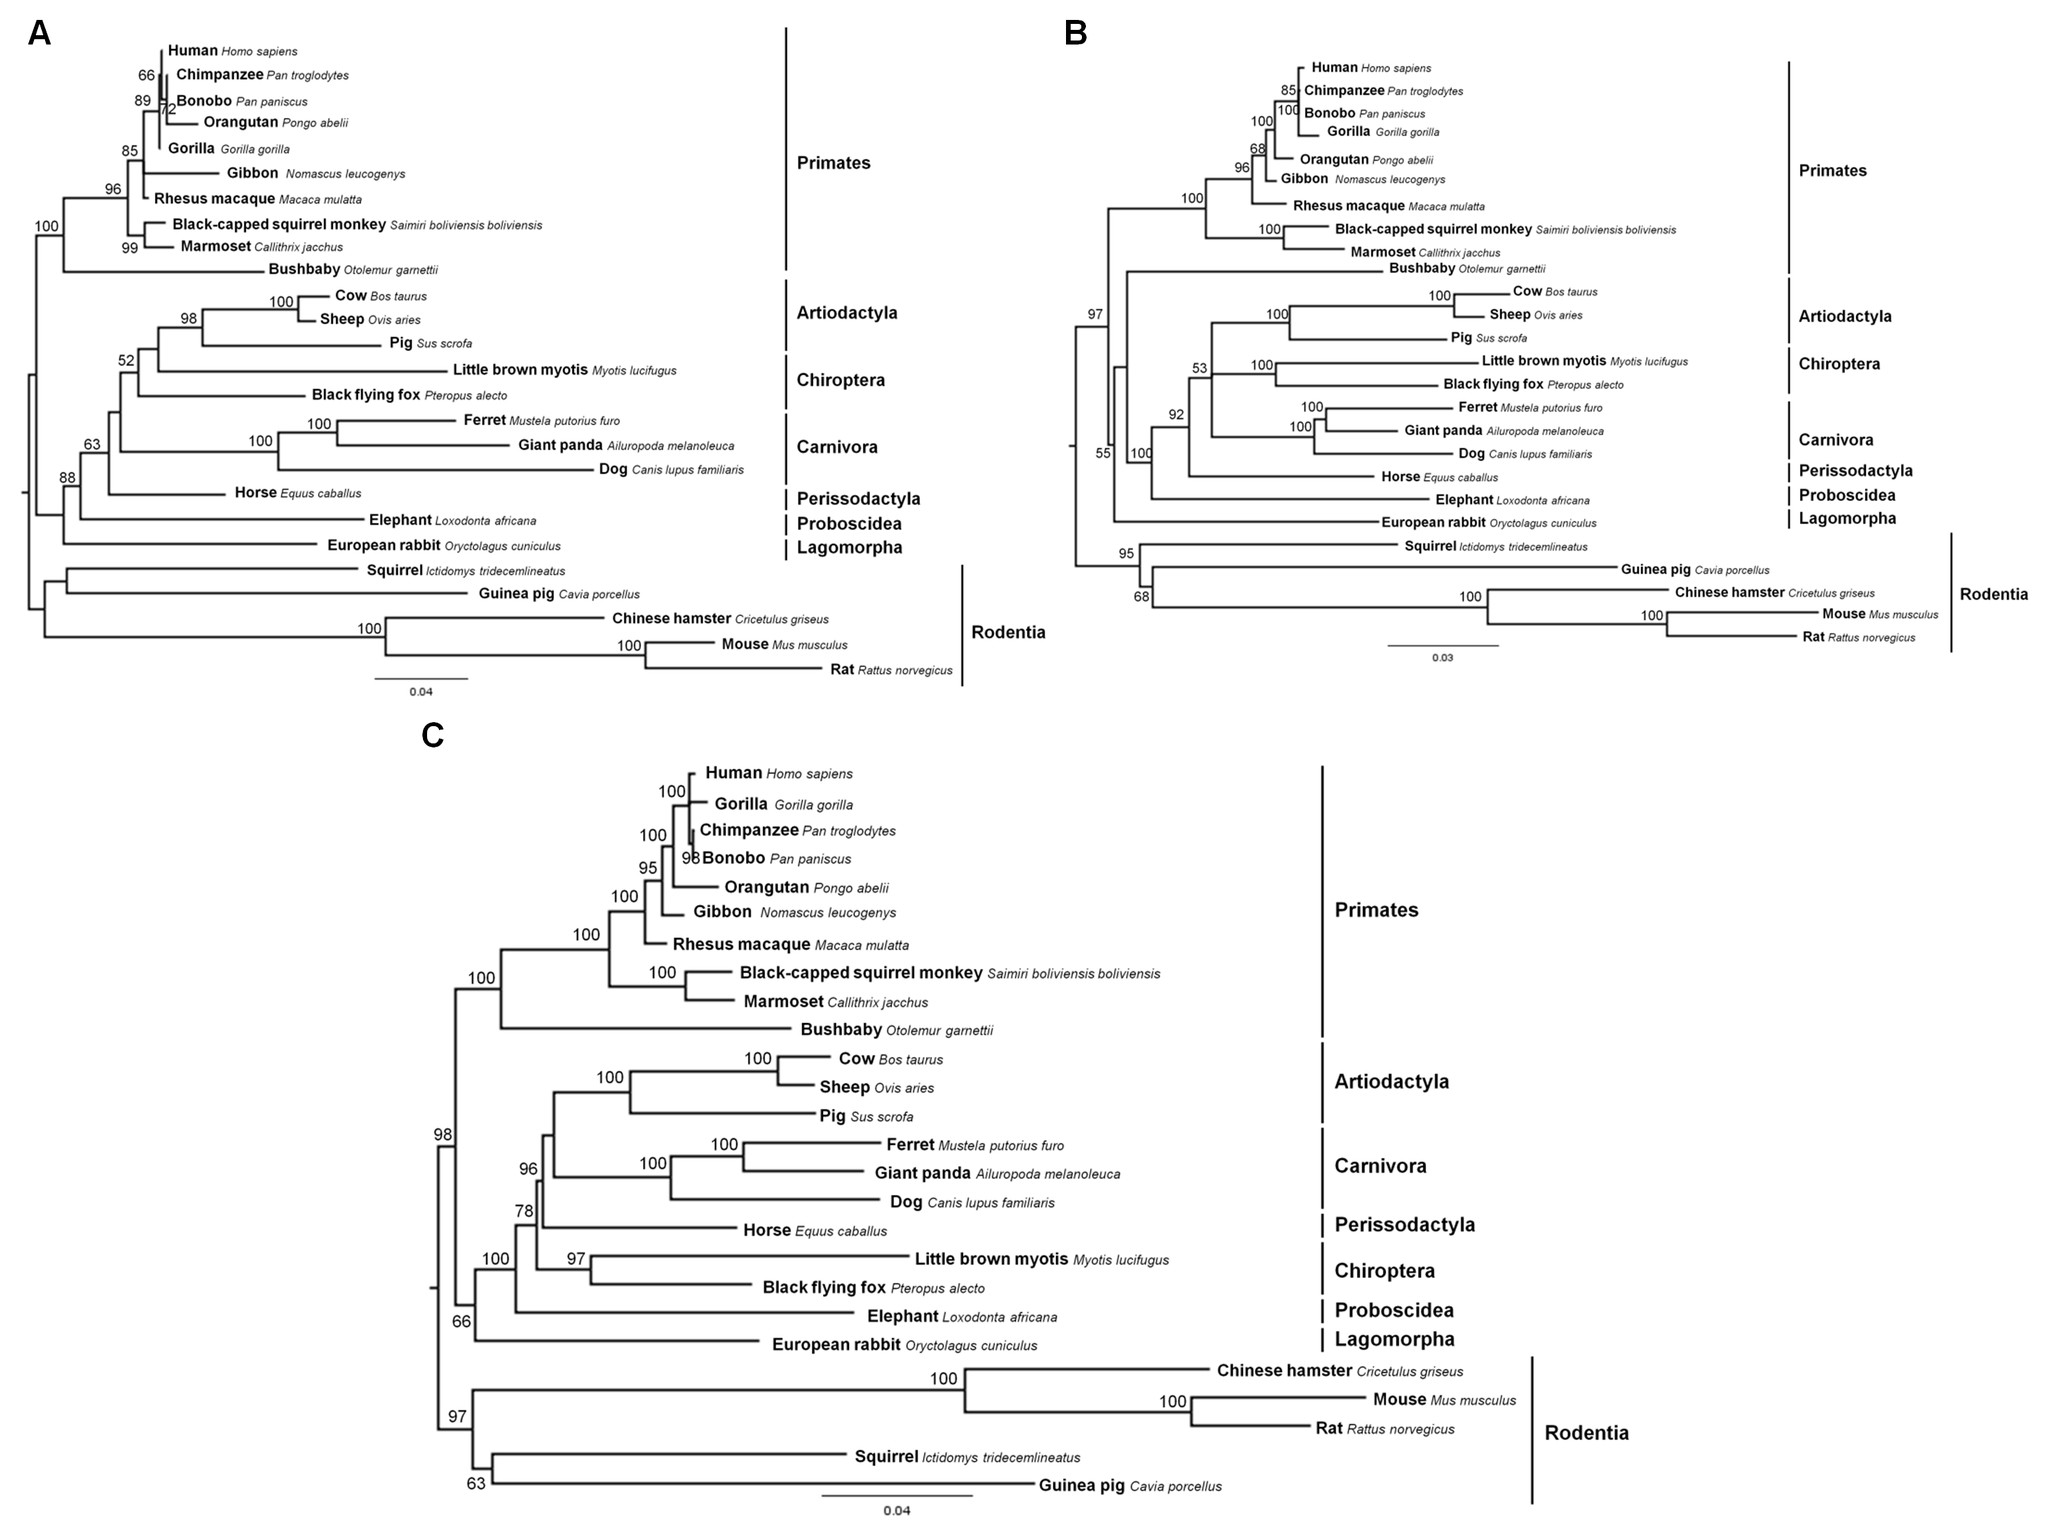 A
Human Homo sapiens
66
Chimpanzee Pan troglodytes
89
72
Bonobo Pan paniscus
Orangutan Pongo abelii
85
Gorilla Gorilla gorilla
Gibbon Nomascus leucogenys
96
Rhesus macaque Macaca mulatta
100
Black-capped squirrel monkey Saimiri boliviensis boliviensis
99
Marmoset Callithrix jacchus
Bushbaby Otolemur garnettii
Primates
100
Cow Bos taurus
98
Sheep Ovis aries
Pig Sus scrofa
Artiodactyla
52
Little brown myotis Myotis lucifugus
Black flying fox Pteropus alecto
Chiroptera
100
Ferret Mustela putorius furo
100
Giant panda Ailuropoda melanoleuca
Dog Canis lupus familiaris
Carnivora
63
88
Horse Equus caballus
Perissodactyla
Elephant Loxodonta africana
Proboscidea
European rabbit Oryctolagus cuniculus
Lagomorpha
Squirrel Ictidomys tridecemlineatus
Guinea pig Cavia porcellus
100
Chinese hamster Cricetulus griseus
100
Mouse Mus musculus
Rat Rattus norvegicus
Rodentia
0.04
B
Human Homo sapiens
85
Chimpanzee Pan troglodytes
100
Bonobo Pan paniscus
100
Gorilla Gorilla gorilla
68
Orangutan Pongo abelii
96
Gibbon Nomascus leucogenys
100
Rhesus macaque Macaca mulatta
100
Black-capped squirrel monkey Saimiri boliviensis boliviensis
Marmoset Callithrix jacchus
Bushbaby Otolemur garnettii
Primates
97
100
Cow Bos taurus
100
Sheep Ovis aries
Pig Sus scrofa
Artiodactyla
53
100
Little brown myotis Myotis lucifugus
Black flying fox Pteropus alecto
Chiroptera
92
100
Ferret Mustela putorius furo
100
Giant panda Ailuropoda melanoleuca
Dog Canis lupus familiaris
Carnivora
55
100
Horse Equus caballus
Perissodactyla
Elephant Loxodonta africana
Proboscidea
European rabbit Oryctolagus cuniculus
Lagomorpha
95
Squirrel Ictidomys tridecemlineatus
Guinea pig Cavia porcellus
68
100
Chinese hamster Cricetulus griseus
100
Mouse Mus musculus
Rat Rattus norvegicus
Rodentia
0.03
C
Human Homo sapiens
100
Gorilla Gorilla gorilla
100
Chimpanzee Pan troglodytes
98
Bonobo Pan paniscus
95
Orangutan Pongo abelii
100
Gibbon Nomascus leucogenys
100
Rhesus macaque Macaca mulatta
100
100
Black-capped squirrel monkey Saimiri boliviensis boliviensis
Marmoset Callithrix jacchus
Bushbaby Otolemur garnettii
Primates
100
Cow Bos taurus
100
Sheep Ovis aries
Pig Sus scrofa
Artiodactyla
98
100
Ferret Mustela putorius furo
100
Giant panda Ailuropoda melanoleuca
Dog Canis lupus familiaris
Carnivora
96
78
Horse Equus caballus
Perissodactyla
100
97
Little brown myotis Myotis lucifugus
Black flying fox Pteropus alecto
Chiroptera
66
Elephant Loxodonta africana
Proboscidea
European rabbit Oryctolagus cuniculus
Lagomorpha
100
Chinese hamster Cricetulus griseus
97
100
Mouse Mus musculus
Rat Rattus norvegicus
Squirrel Ictidomys tridecemlineatus
63
Guinea pig Cavia porcellus
Rodentia
0.04